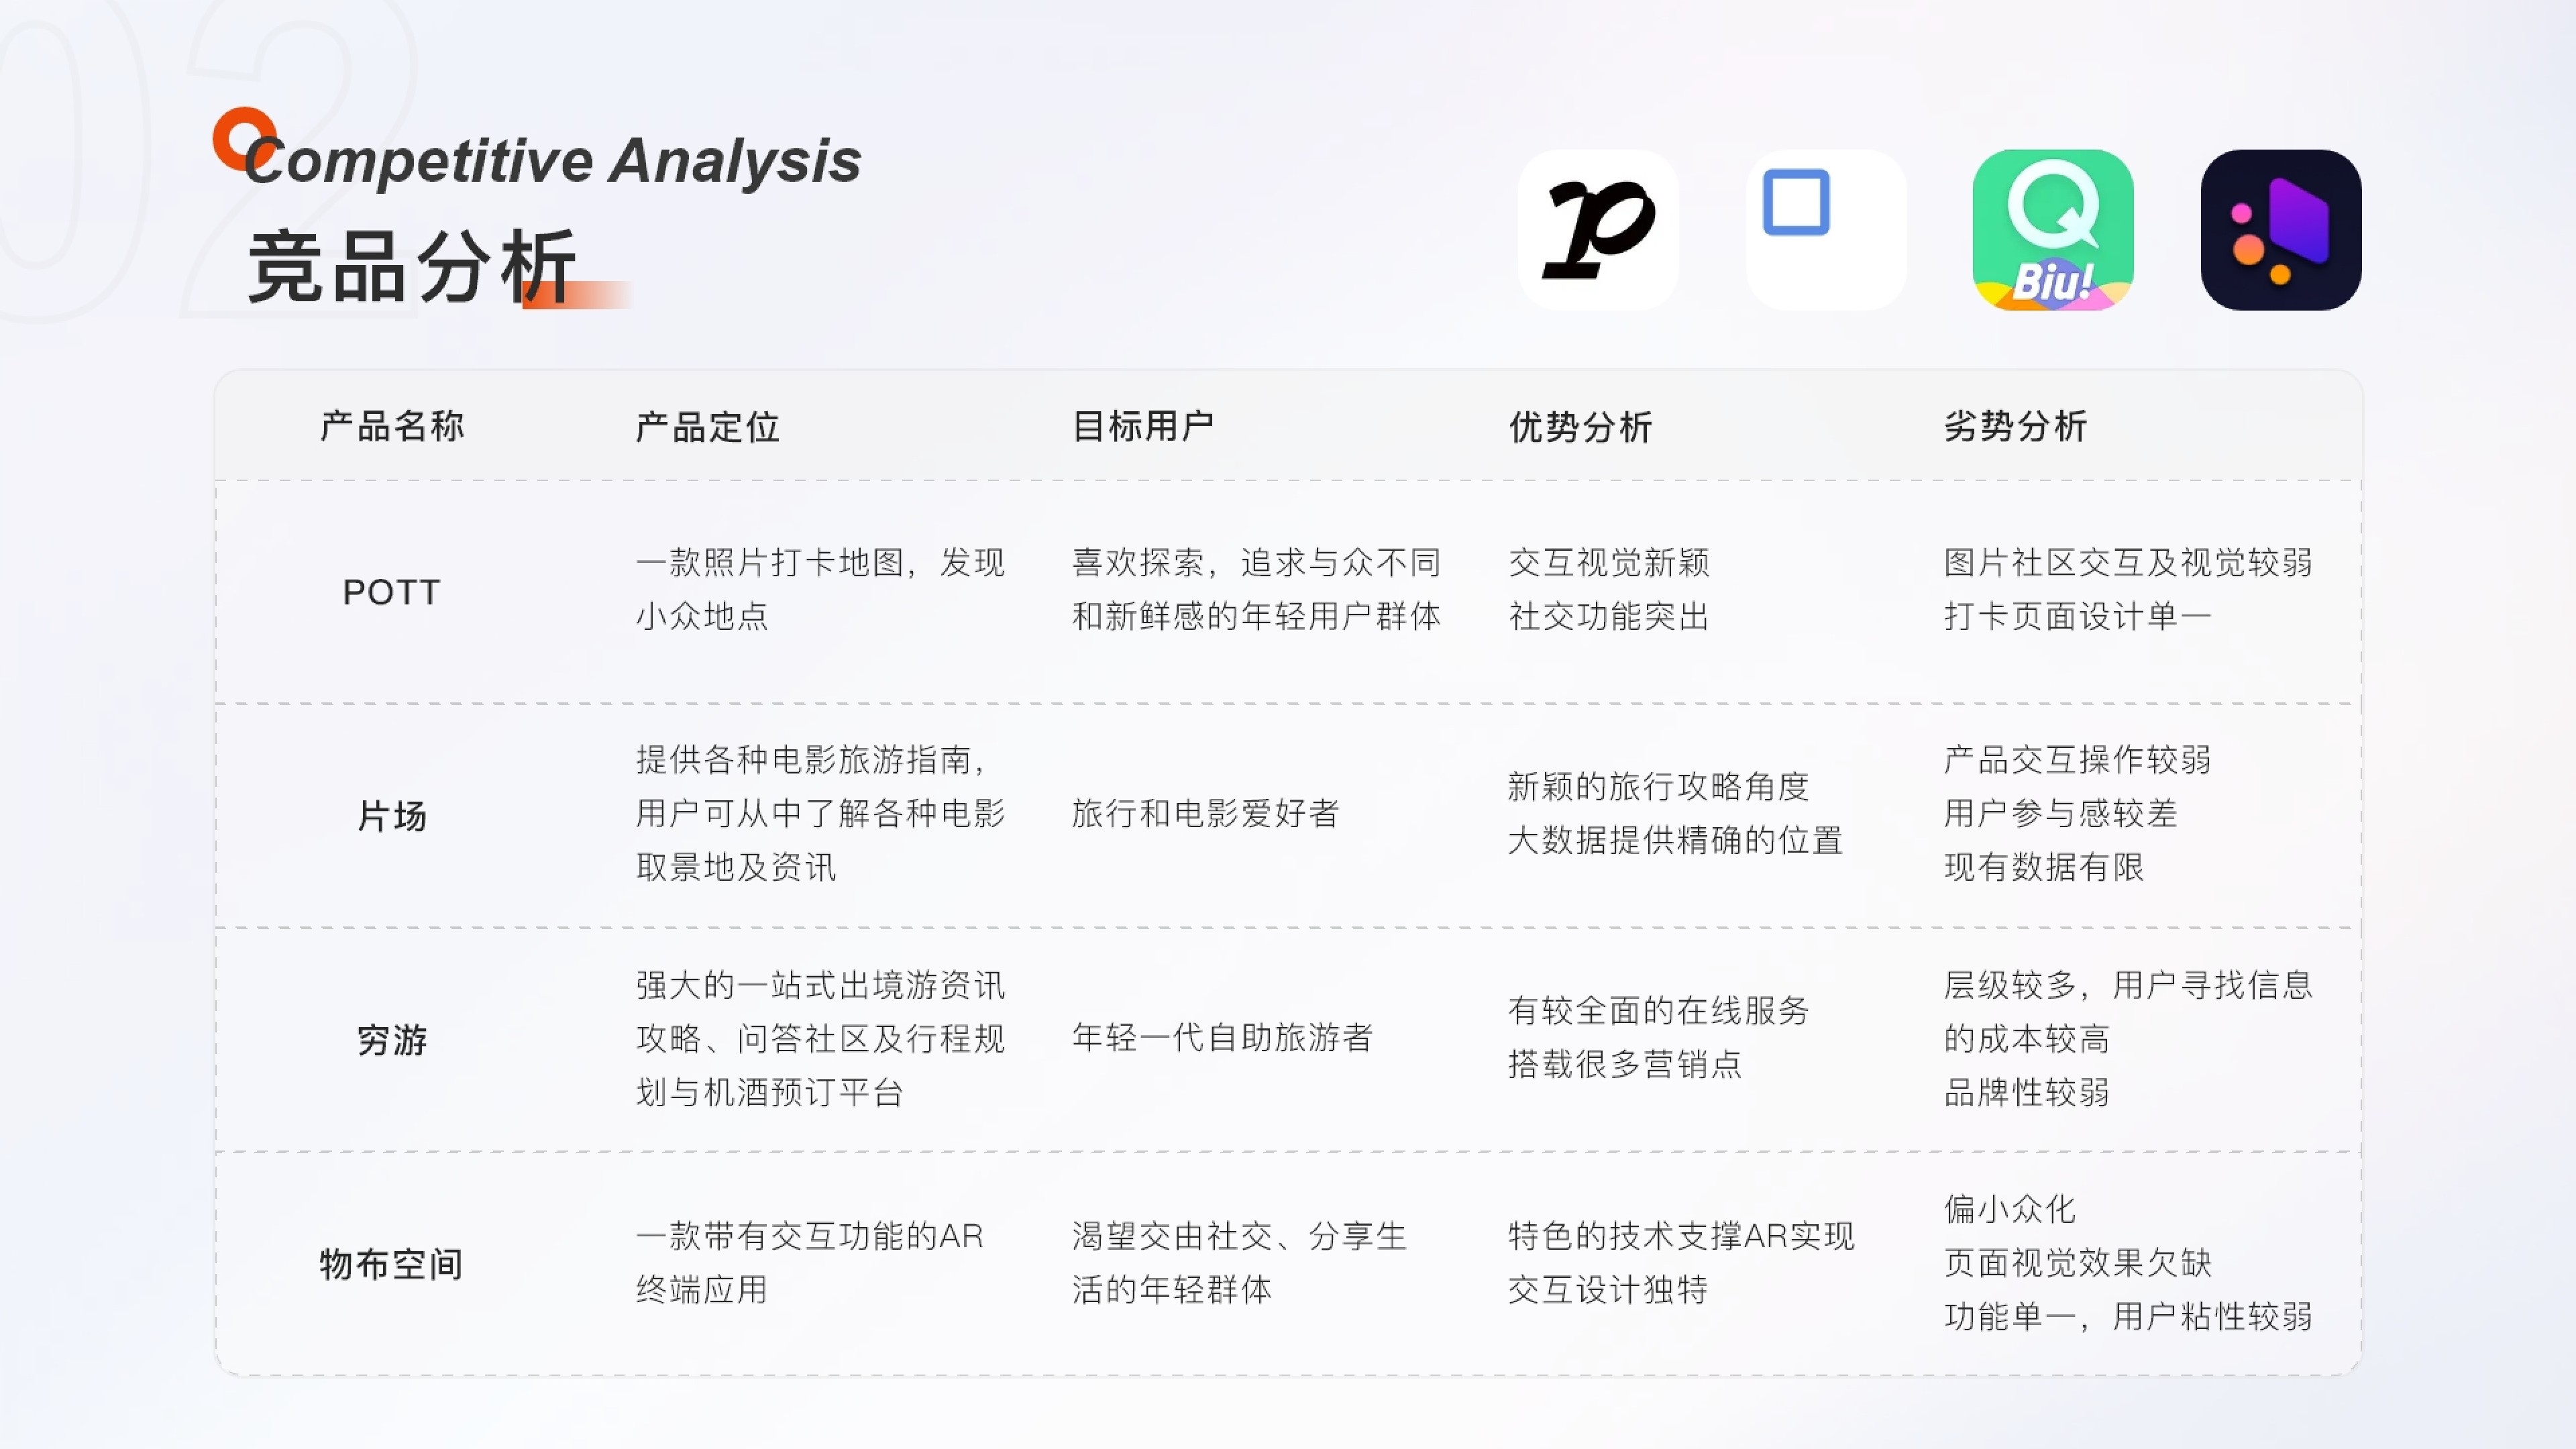 02
Competitive Analysis
竞品分析
p
Q
Biu!
产品名称 产品定位 目标用户 优势分析 劣势分析
POTT
一款照片打卡地图，发现
小众地点
喜欢探索，追求与众不同
和新鲜感的年轻用户群体
交互视觉新颖
社交功能突出
图片社区交互及视觉较弱
打卡页面设计单一
片场
提供各种电影旅游指南，
用户可从中了解各种电影
取景地及资讯
旅行和电影爱好者
新颖的旅行攻略角度
大数据提供精确的位置
产品交互操作较弱
用户参与感较差
现有数据有限
穷游
强大的一站式出境游资讯
攻略、问答社区及行程规
划与机酒预订平台
年轻一代自助旅游者
有较全面的在线服务
搭载很多营销点
层级较多，用户寻找信息
的成本较高
品牌性较弱
物布空间
一款带有交互功能的AR
终端应用
渴望交由社交、分享生
活的年轻群体
特色的技术支撑AR实现
交互设计独特
偏小众化
页面视觉效果欠缺
功能单一，用户粘性较弱